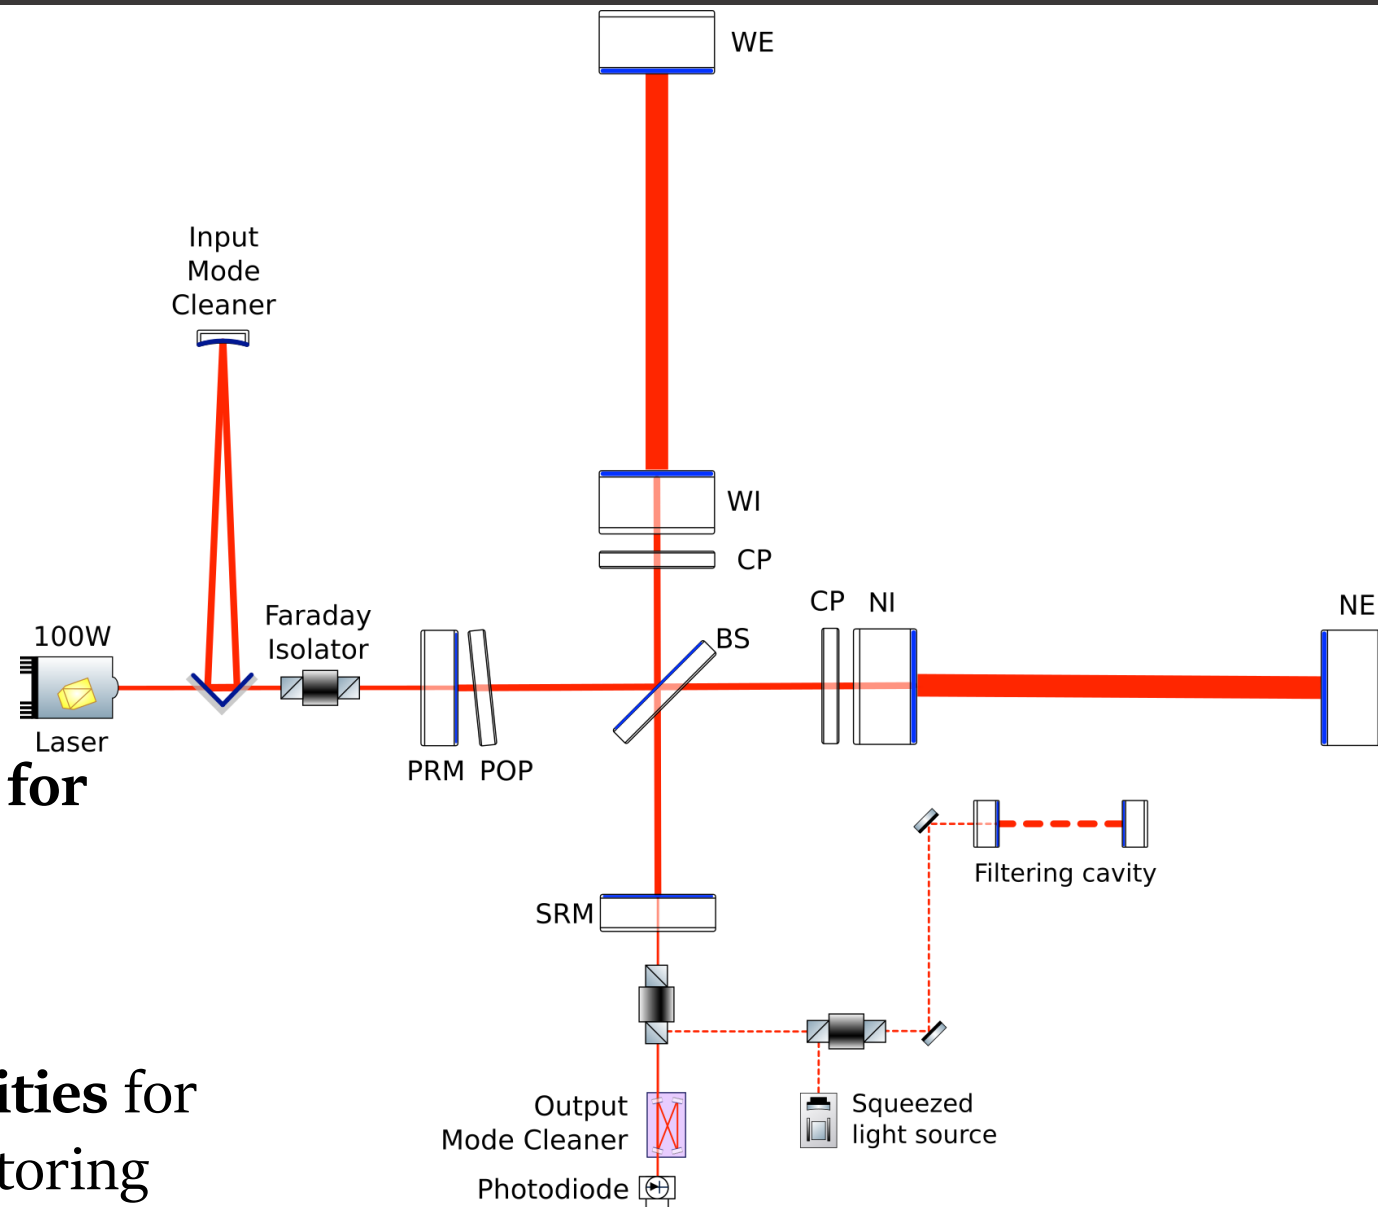 WE
Input
Mode
Cleaner
WI
CP
Faraday
Isolator
CP
NI
NE
100W
BS
Laser
PRM
POP
for
Filtering cavity
SRM
ities for
toring
Output
Mode Cleaner
Squeezed
light source
Photodiode